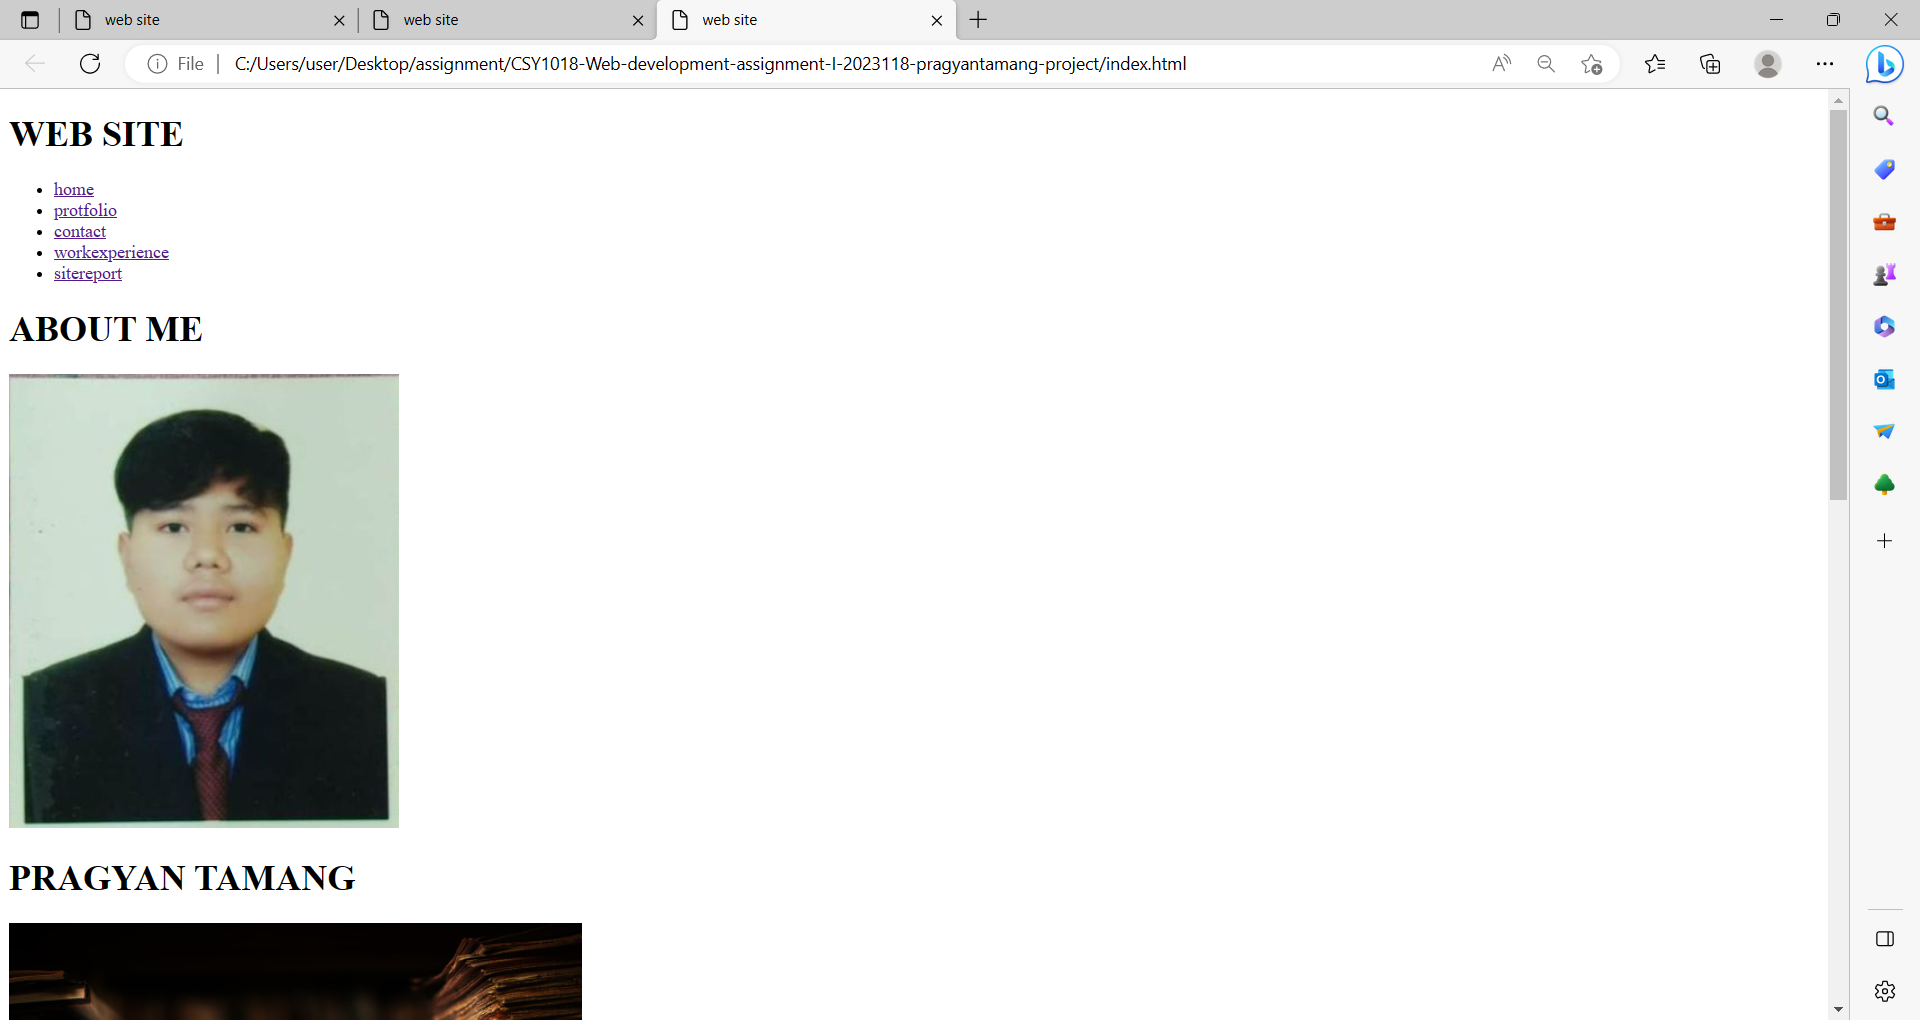 web site
web site
web site
File
C:/Users/user/Desktop/assignment/CSY1018-Web-development-assignment-I-2023118-pragyantamang-project/index.html
WEB SITE
home
protfolio
contact
workexperience
sitereport
ABOUT ME
PRAGYAN TAMANG